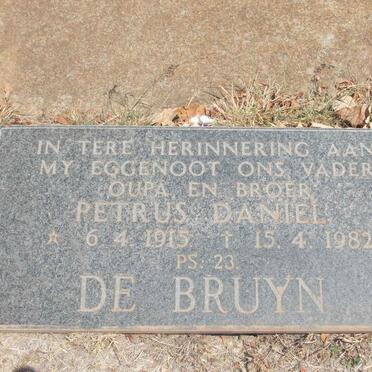 IN TERE HERINNERING AAN
MY EGGENOOT ONS VADER
OUPA EN BROER
PETRUS DANIEL
★ 6.4.1915 † 15.4.1982
PS. 23.
DE BRUYN